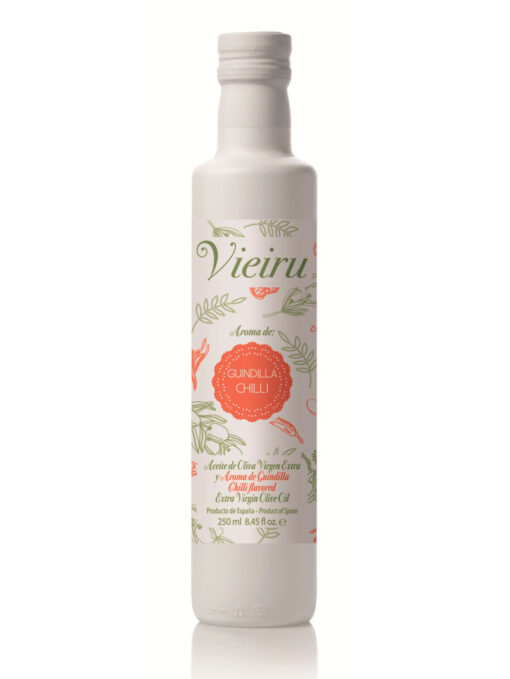 Vieiru
Aroma de:
GUINDILLA
CHILLI
Aceite de Oliva Virgen Extra
y Aroma de Guindilla
Chilli flavored
Extra Virgin Olive Oil
Producto de España - Product of Spain
250 ml 8.45 fl oz. ℮